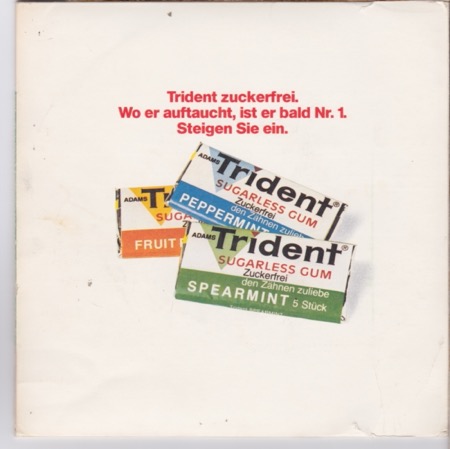 Trident zuckerfrei.
Wo er auftaucht, ist er bald Nr. 1.
Steigen Sie ein.
ADAMS Trident®
SUGARLESS GUM
Zuckerfrei
den Zähnen zuliebe
PEPPERMINT
ADAMS
SUGA
FRUIT
ADAMS Trident®
SUGARLESS GUM
Zuckerfrei
den Zähnen zuliebe
SPEARMINT 5 Stück